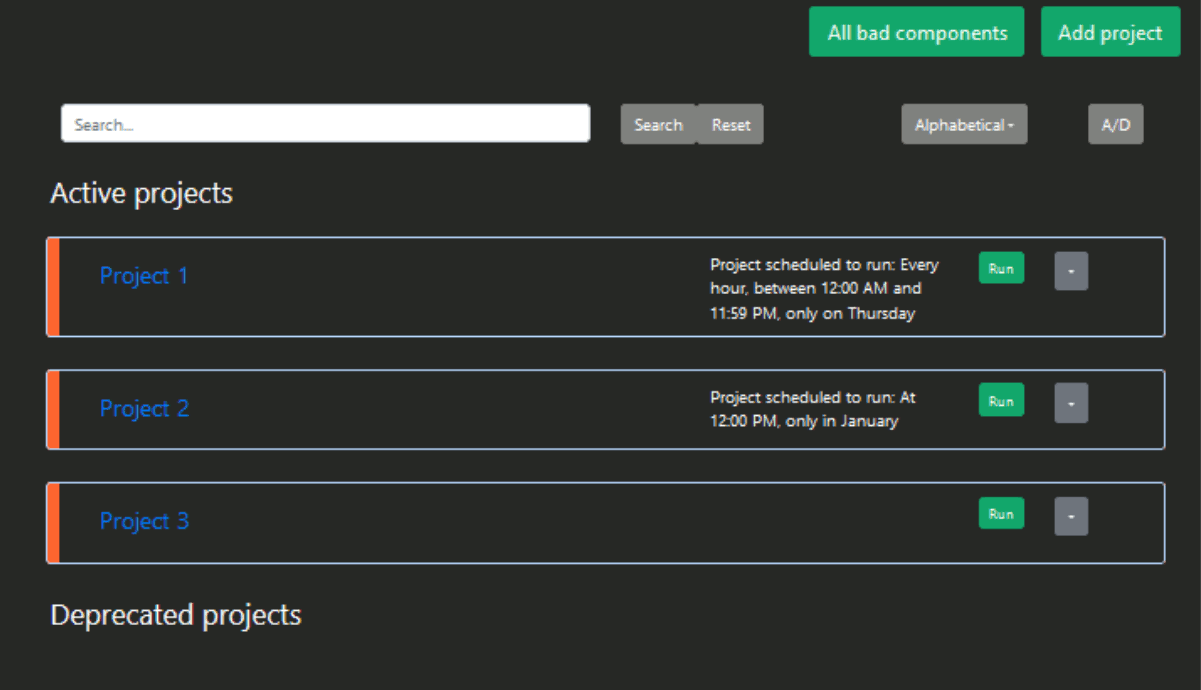 All bad components Add project
Search... Search Reset Alphabetical A/D
Active projects
Project 1
Project scheduled to run: Every
hour, between 12:00 AM and
11:59 PM, only on Thursday
Run
Project 2
Project scheduled to run: At
12:00 PM, only in January
Run
Project 3
Run
Deprecated projects